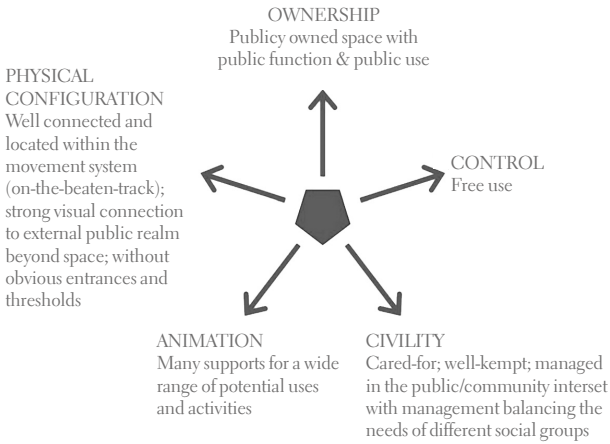 OWNERSHIP
Publicy owned space with
public function & public use
PHYSICAL
CONFIGURATION
Well connected and
located within the
movement system
(on-the-beaten-track);
strong visual connection
to external public realm
beyond space; without
obvious entrances and
thresholds
CONTROL
Free use
ANIMATION
Many supports for a wide
range of potential uses
and activities
CIVILITY
Cared-for; well-kempt; managed
in the public/community interset
with management balancing the
needs of different social groups